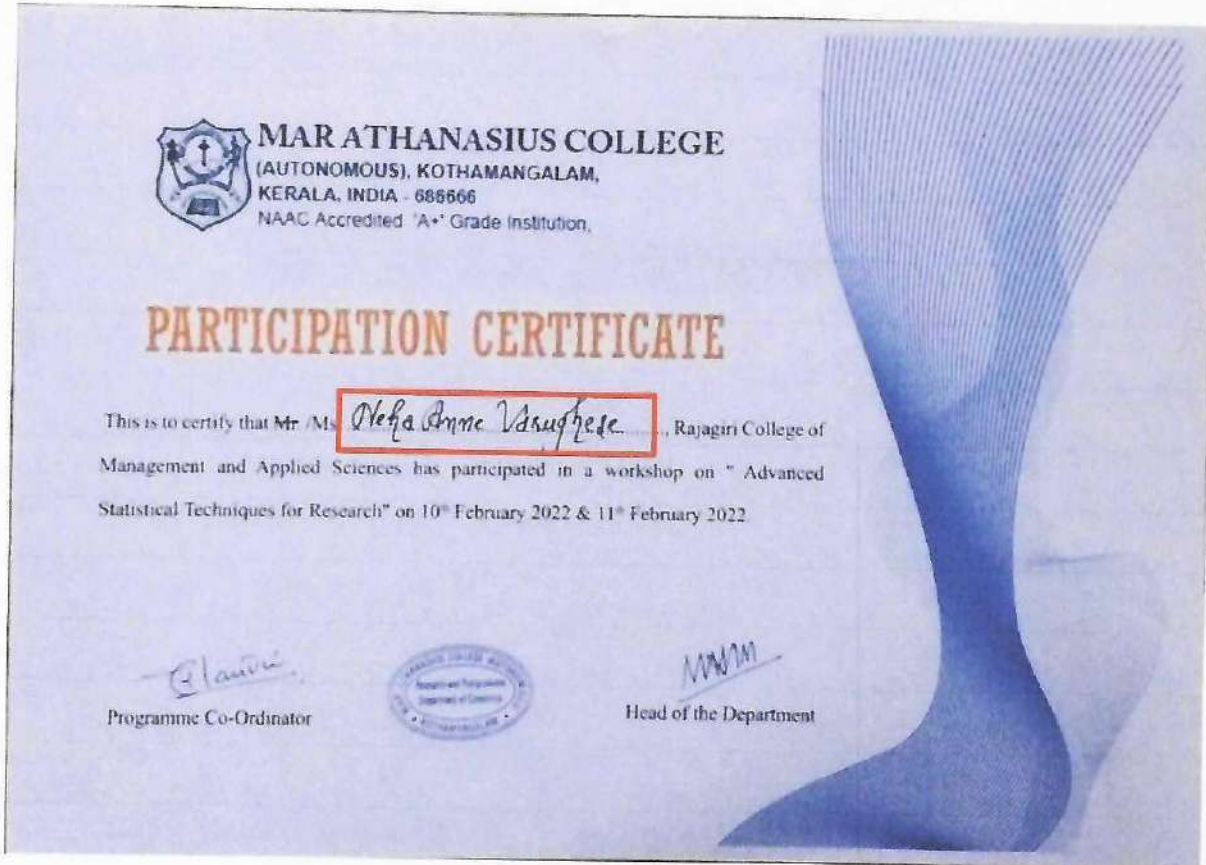 MAR ATHANASIUS COLLEGE
(AUTONOMOUS), KOTHAMANGALAM,
KERALA, INDIA - 686666
NAAC Accredited 'A+' Grade Institution,
PARTICIPATION CERTIFICATE
This is to certify that Mr /Ms Neha Anne Varughese ........., Rajagiri College of
Management and Applied Sciences has participated in a workshop on " Advanced
Statistical Techniques for Research" on 10th February 2022 & 11th February 2022
Programme Co-Ordinator
Head of the Department